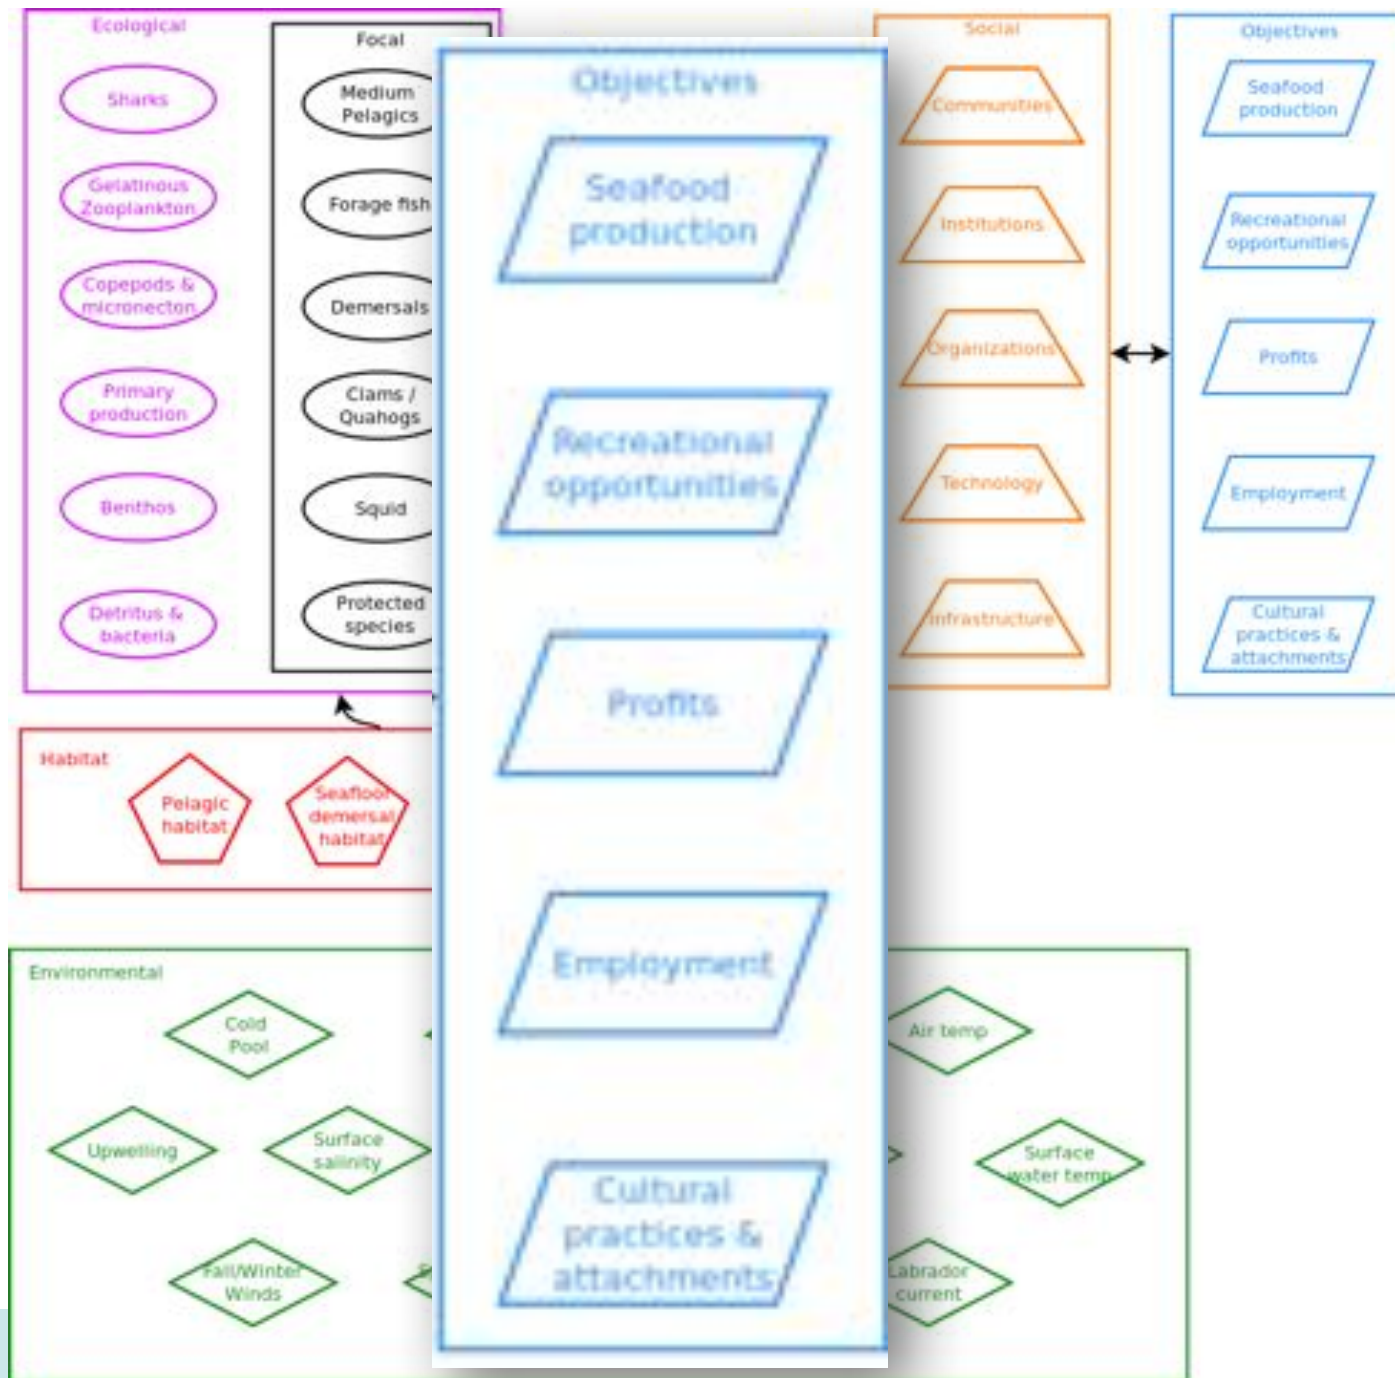 Ecological
Sharks
Gelatinous
Zooplankton
Copepods &
micronecton
Primary
production
Benthos
Detritus &
bacteria
Focal
Medium
Pelagics
Forage fish
Demersals
Clams /
Quahogs
Squid
Protected
species
Objectives
Seafood
production
Recreational
opportunities
Profits
Employment
Cultural
practices &
attachments
Social
Communities
Institutions
Organizations
Technology
Infrastructure
Objectives
Seafood
production
Recreational
opportunities
Profits
Employment
Cultural
practices &
attachments
Habitat
Pelagic
habitat
Seafloor
demersal
habitat
Environmental
Cold
Pool
Air temp
Upwelling
Surface
salinity
Surface
water temp
Fall/Winter
Winds
Labrador
current